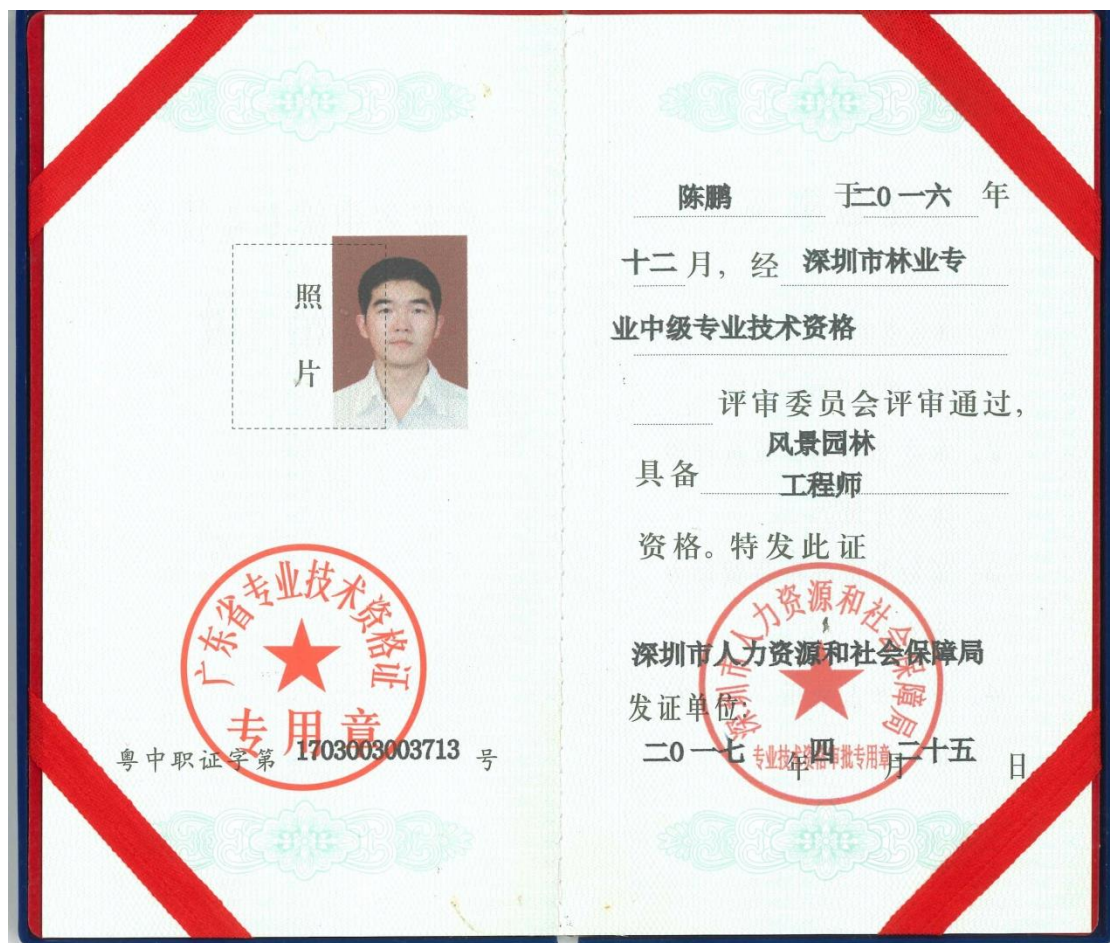 照
片
广东省专业技术资格证
专用章
粤中职证字第 1703003003713 号
陈鹏 于二0一六 年
十二 月, 经 深圳市林业专
业中级专业技术资格
评审委员会评审通过,
风景园林
具备 工程师
资格。特发此证
深圳市人力资源和社会保障局
深圳市人力资源和社会保障局
发证单位:
二0一七 年 四 月 二十五 日
专业技术资格审批专用章